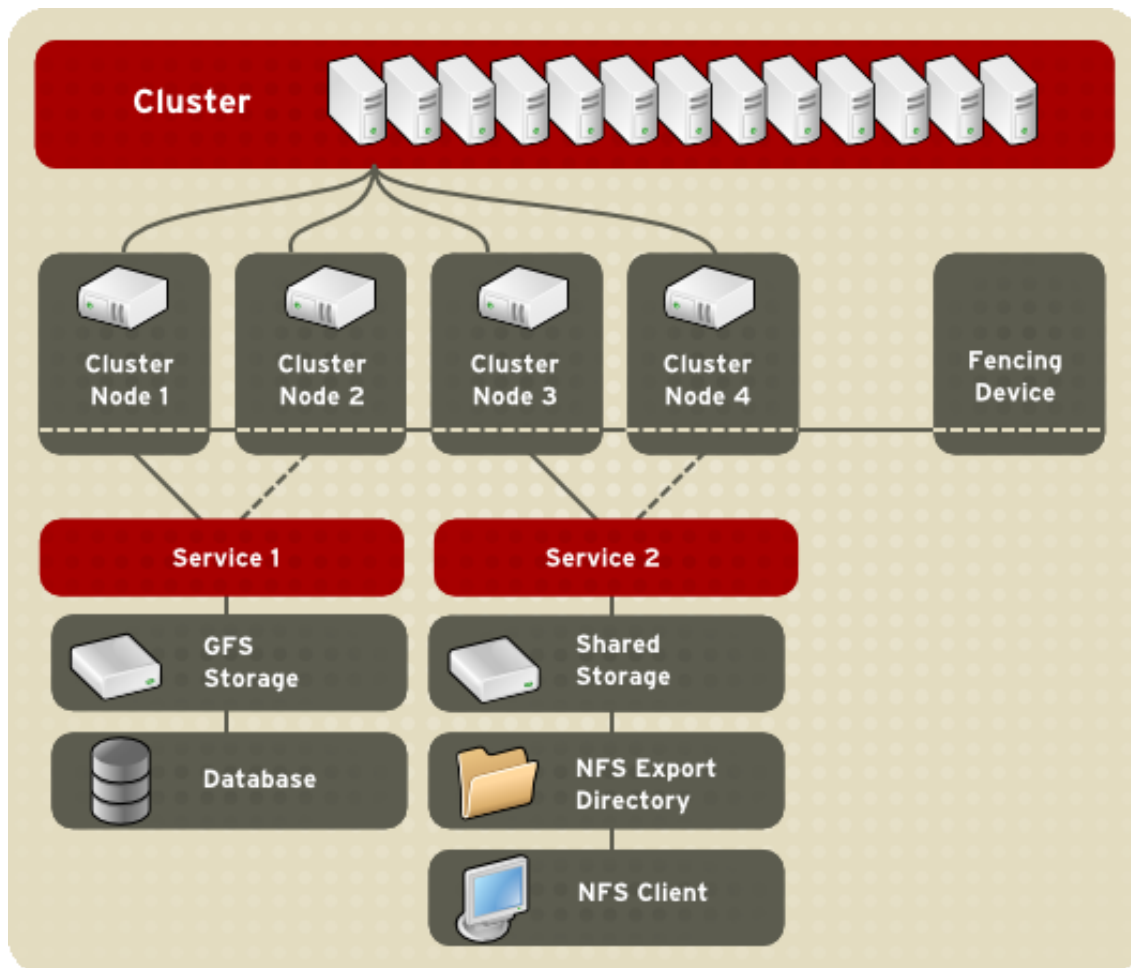 Cluster
Cluster
Node 1
Cluster
Node 2
Cluster
Node 3
Cluster
Node 4
Fencing
Device
Service 1
Service 2
GFS
Storage
Shared
Storage
Database
NFS Export
Directory
NFS Client